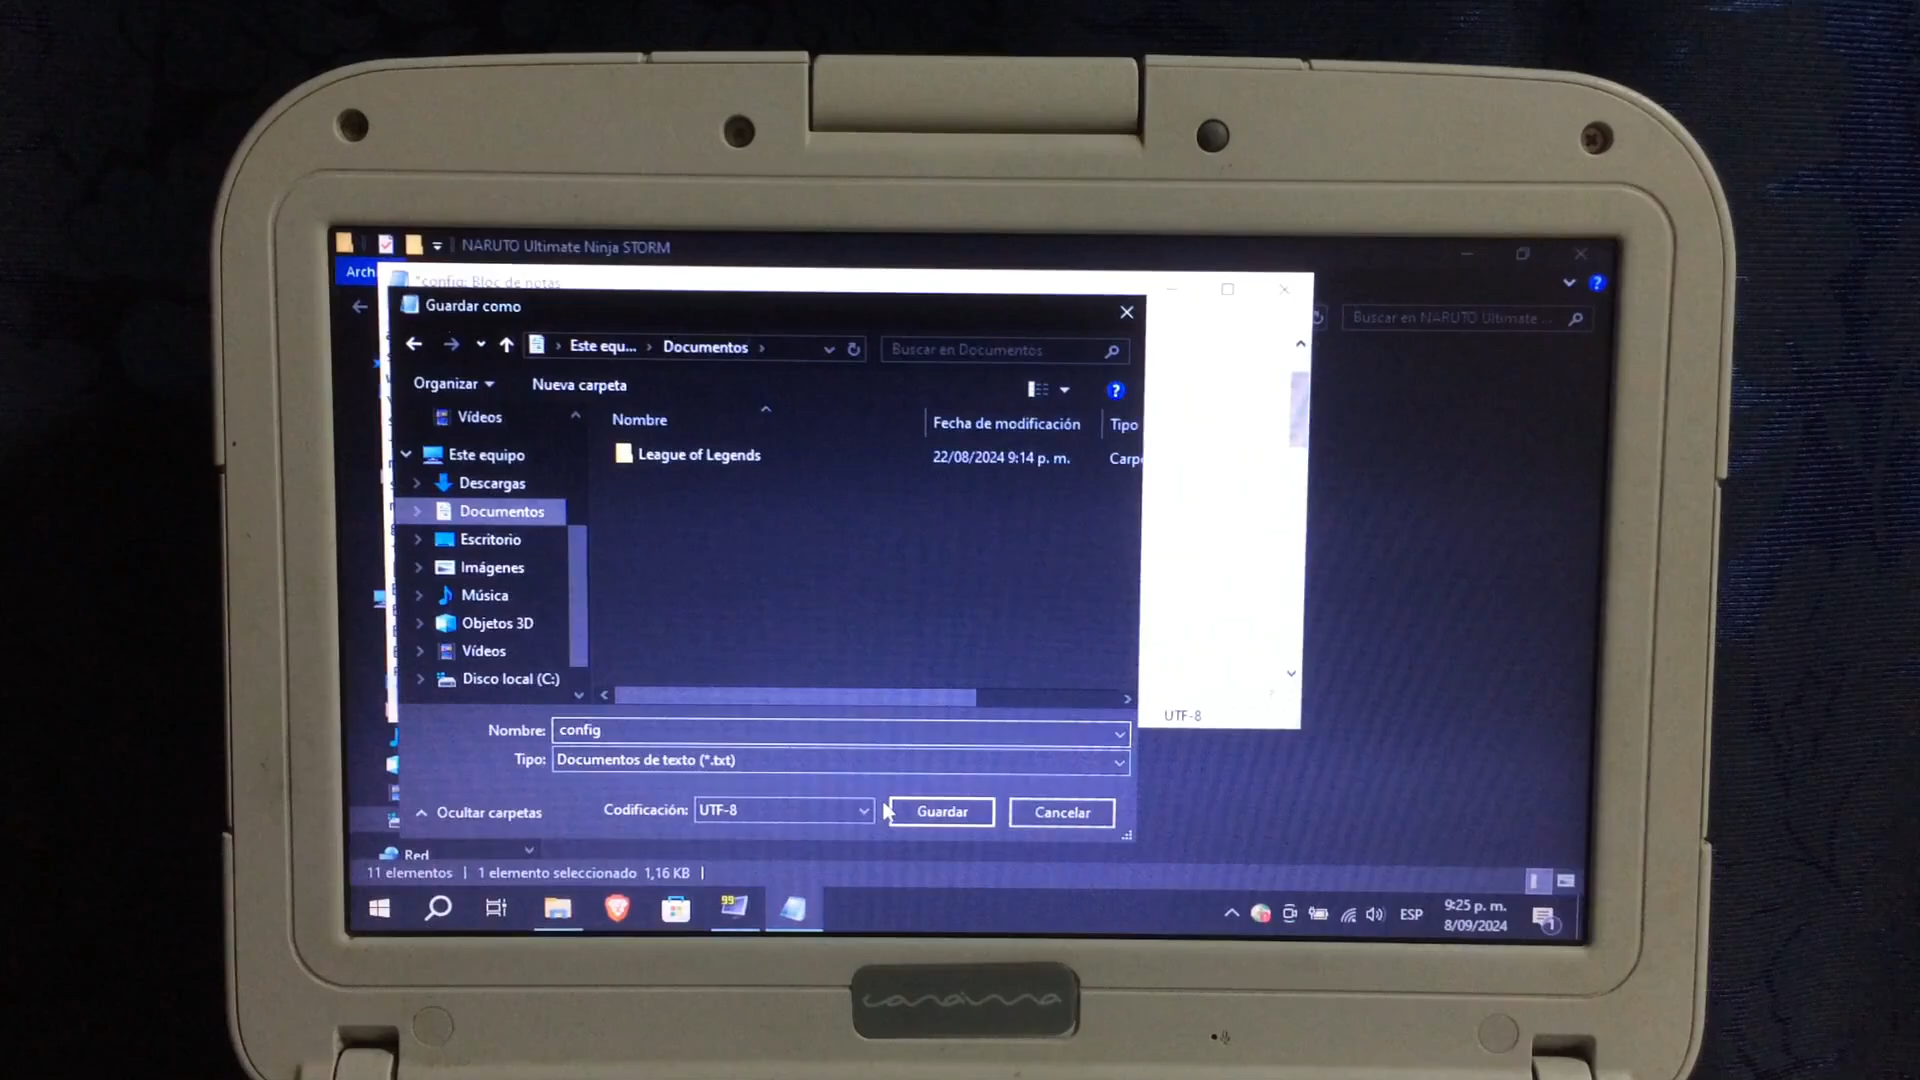 NARUTO Ultimate Ninja STORM
Arch
*config: Bloc de notas
Guardar como
Este equ... > Documentos >
Buscar en Documentos
Buscar en NARUTO Ultimate ...
Organizar
Nueva carpeta
Nombre
Fecha de modificación
Tipo
Vídeos
Este equipo
League of Legends
22/08/2024 9:14 p. m.
Carpe
Descargas
Documentos
Escritorio
Imágenes
Música
Objetos 3D
Vídeos
Disco local (C:)
Nombre: config
Tipo: Documentos de texto (*.txt)
UTF-8
Ocultar carpetas
Codificación: UTF-8
Guardar
Cancelar
Red
11 elementos | 1 elemento seleccionado 1,16 KB |
99
ESP
9:25 p. m.
8/09/2024
1
canaima